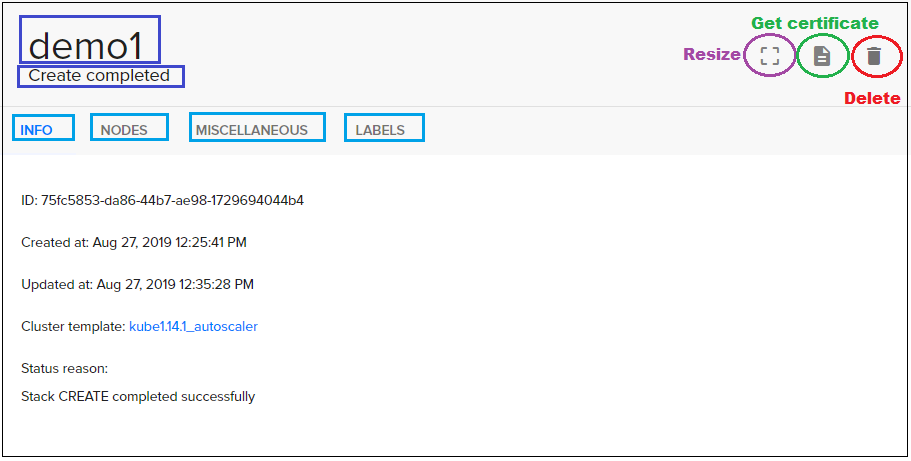 demo1
Create completed
Get certificate
Resize
Delete
INFO NODES MISCELLANEOUS LABELS
ID: 75fc5853-da86-44b7-ae98-1729694044b4
Created at: Aug 27, 2019 12:25:41 PM
Updated at: Aug 27, 2019 12:35:28 PM
Cluster template: kube1.14.1_autoscaler
Status reason:
Stack CREATE completed successfully